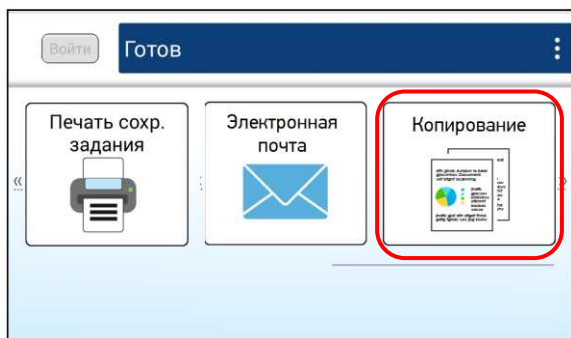 Войти
Готов
Печать сохр.
задания
Электронная
почта
Копирование
«
»